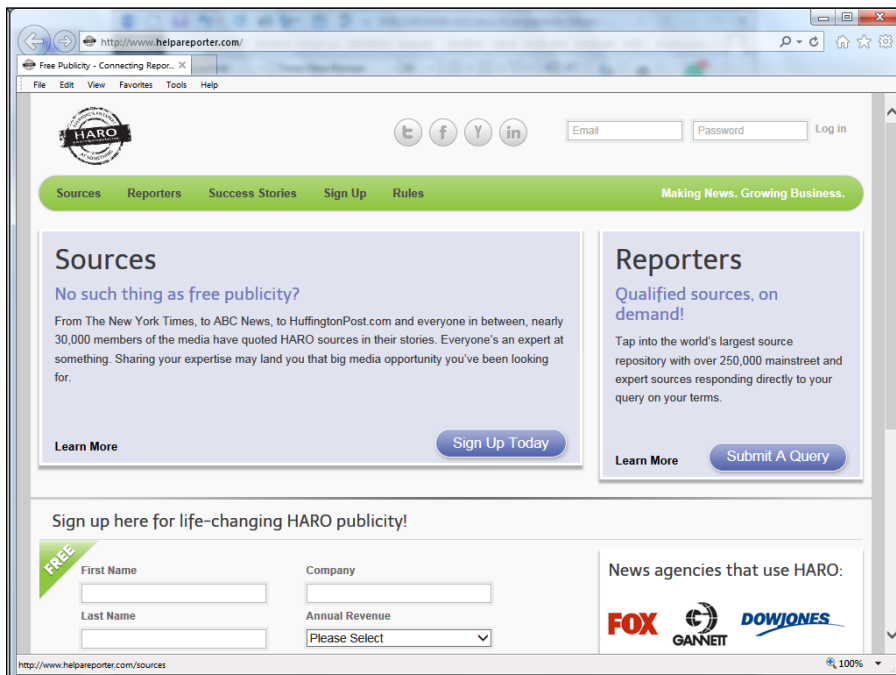 http://www.helpareporter.com/
Free Publicity - Connecting Repor...
File Edit View Favorites Tools Help
HARO
Email Password Log in
Sources Reporters Success Stories Sign Up Rules Making News. Growing Business.
Sources
No such thing as free publicity?
From The New York Times, to ABC News, to HuffingtonPost.com and everyone in between, nearly
30,000 members of the media have quoted HARO sources in their stories. Everyone's an expert at
something. Sharing your expertise may land you that big media opportunity you've been looking
for.
Learn More Sign Up Today
Reporters
Qualified sources, on
demand!
Tap into the world's largest source
repository with over 250,000 mainstreet and
expert sources responding directly to your
query on your terms.
Learn More Submit A Query
Sign up here for life-changing HARO publicity!
FREE
First Name Company
Last Name Annual Revenue
Please Select
News agencies that use HARO:
FOX GANNETT DOWJONES
http://www.helpareporter.com/sources 100%